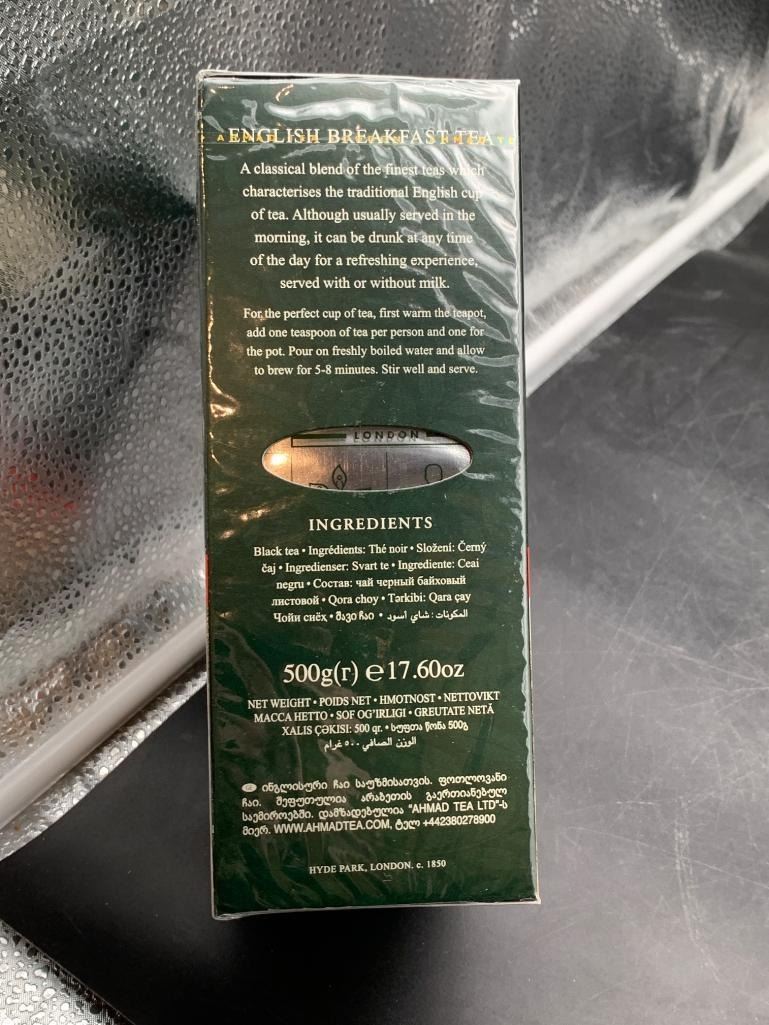 ENGLISH BREAKFAST TEA
A classical blend of the finest teas which
characterises the traditional English cup
of tea. Although usually served in the
morning, it can be drunk at any time
of the day for a refreshing experience,
served with or without milk.
For the perfect cup of tea, first warm the teapot,
add one teaspoon of tea per person and one for
the pot. Pour on freshly boiled water and allow
to brew for 5-8 minutes. Stir well and serve.
LONDON
INGREDIENTS
Black tea • Ingrédients: Thé noir • Složení: Černý
čaj • Ingredienser: Svart te • Ingrediente: Ceai
negru • Состав: чай черный байховый
листовой • Qora choy • Tərkibi: Qara çay
Чойи сиёҳ • შავი ჩაი • المكونات: شاي أسود
500g(r) ℮ 17.60oz
NET WEIGHT • POIDS NET • HMOTNOST • NETTOVIKT
МАССА НЕТТО • SOF OG'IRLIGI • GREUTATE NETĂ
XALIS ÇƏKISI: 500 qr. • სუფთა წონა 500გ
الوزن الصافي ٥٠٠ غرام
GE ინგლისური ჩაი საუზმისათვის. ფოთლოვანი
ჩაი. შეფუთულია არაბეთის გაერთიანებულ
საემიროებში. დამზადებულია "AHMAD TEA LTD"-ს
მიერ. WWW.AHMADTEA.COM, ტელ +442380278900
HYDE PARK, LONDON. c. 1850